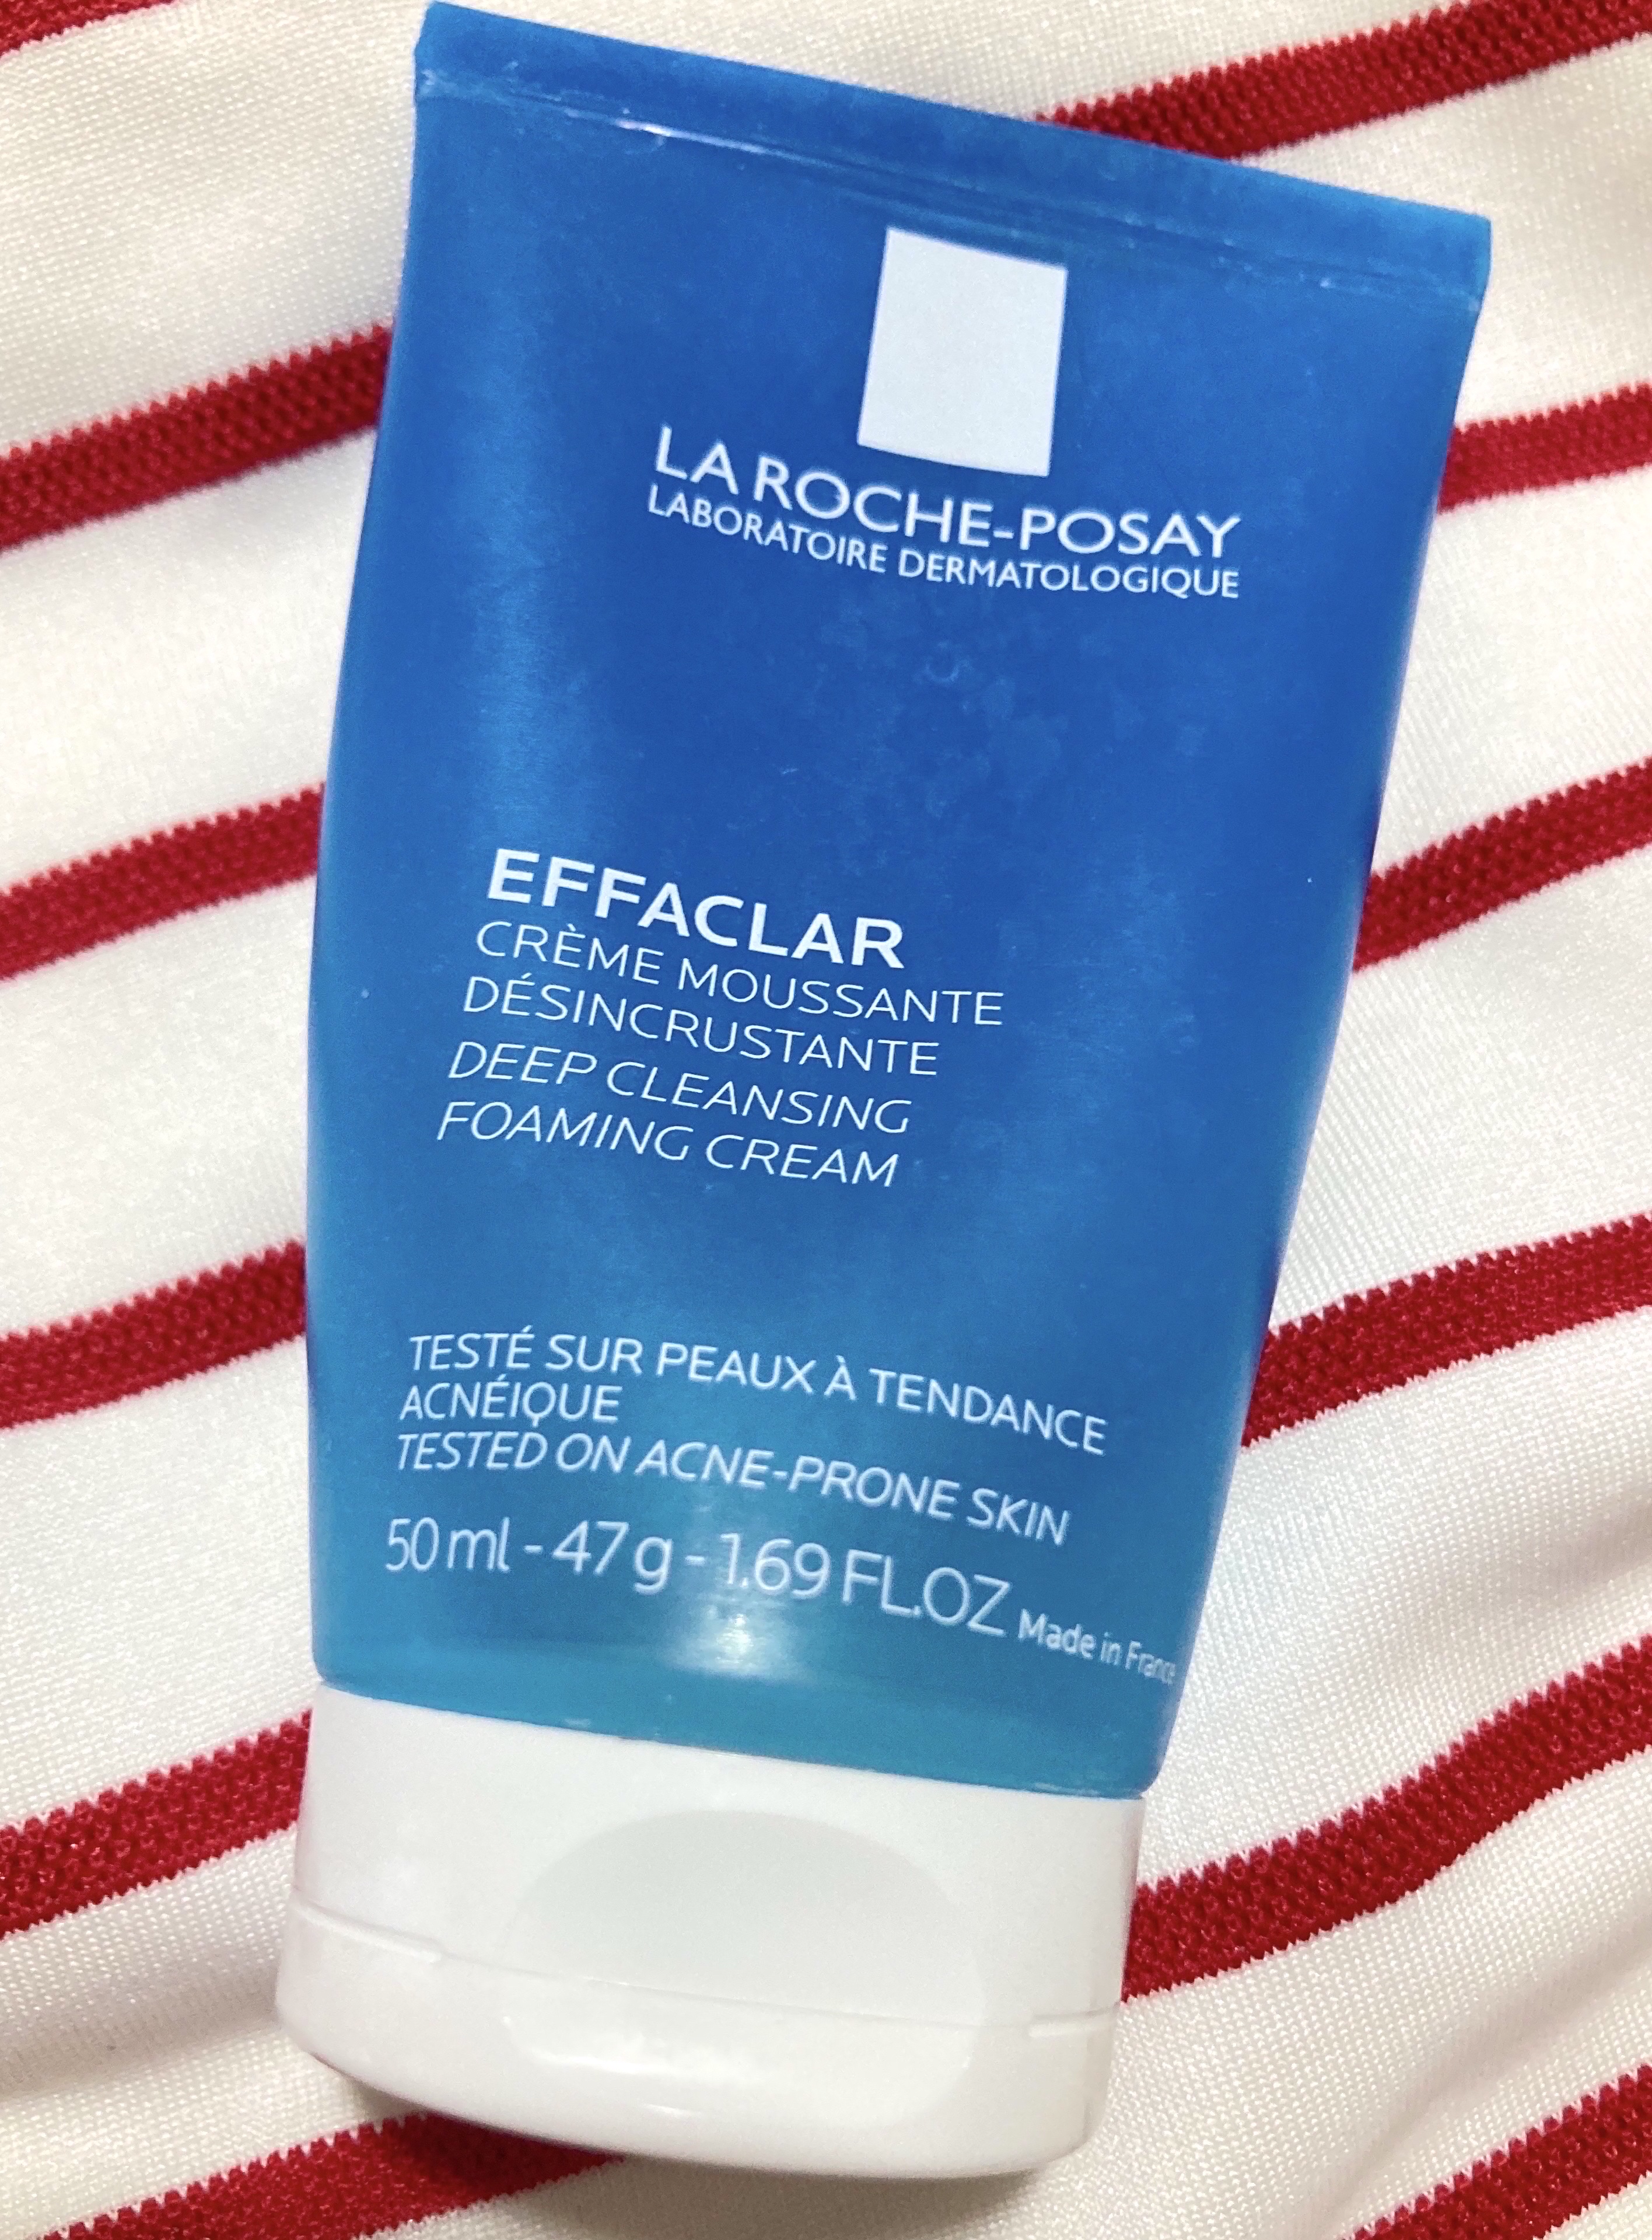 LA ROCHE-POSAY
LABORATOIRE DERMATOLOGIQUE
EFFACLAR
CRÈME MOUSSANTE
DÉSINCRUSTANTE
DEEP CLEANSING
FOAMING CREAM
TESTÉ SUR PEAUX À TENDANCE
ACNÉIQUE
TESTED ON ACNE-PRONE SKIN
50 ml - 47 g - 1.69 FL.OZ Made in France